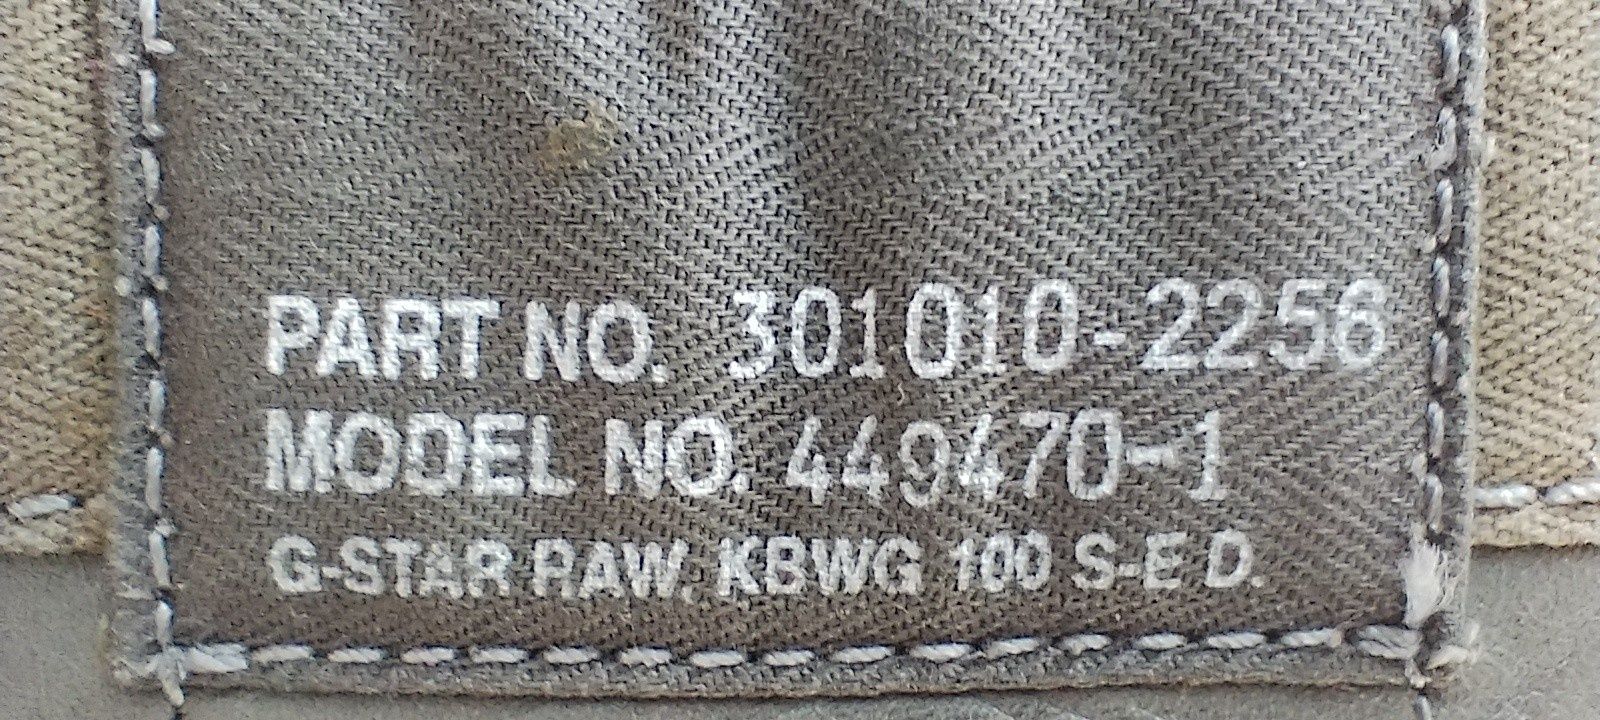 PART NO. 301010-2256
MODEL NO. 449470-1
G-STAR RAW, KBWG 100 S-E D.